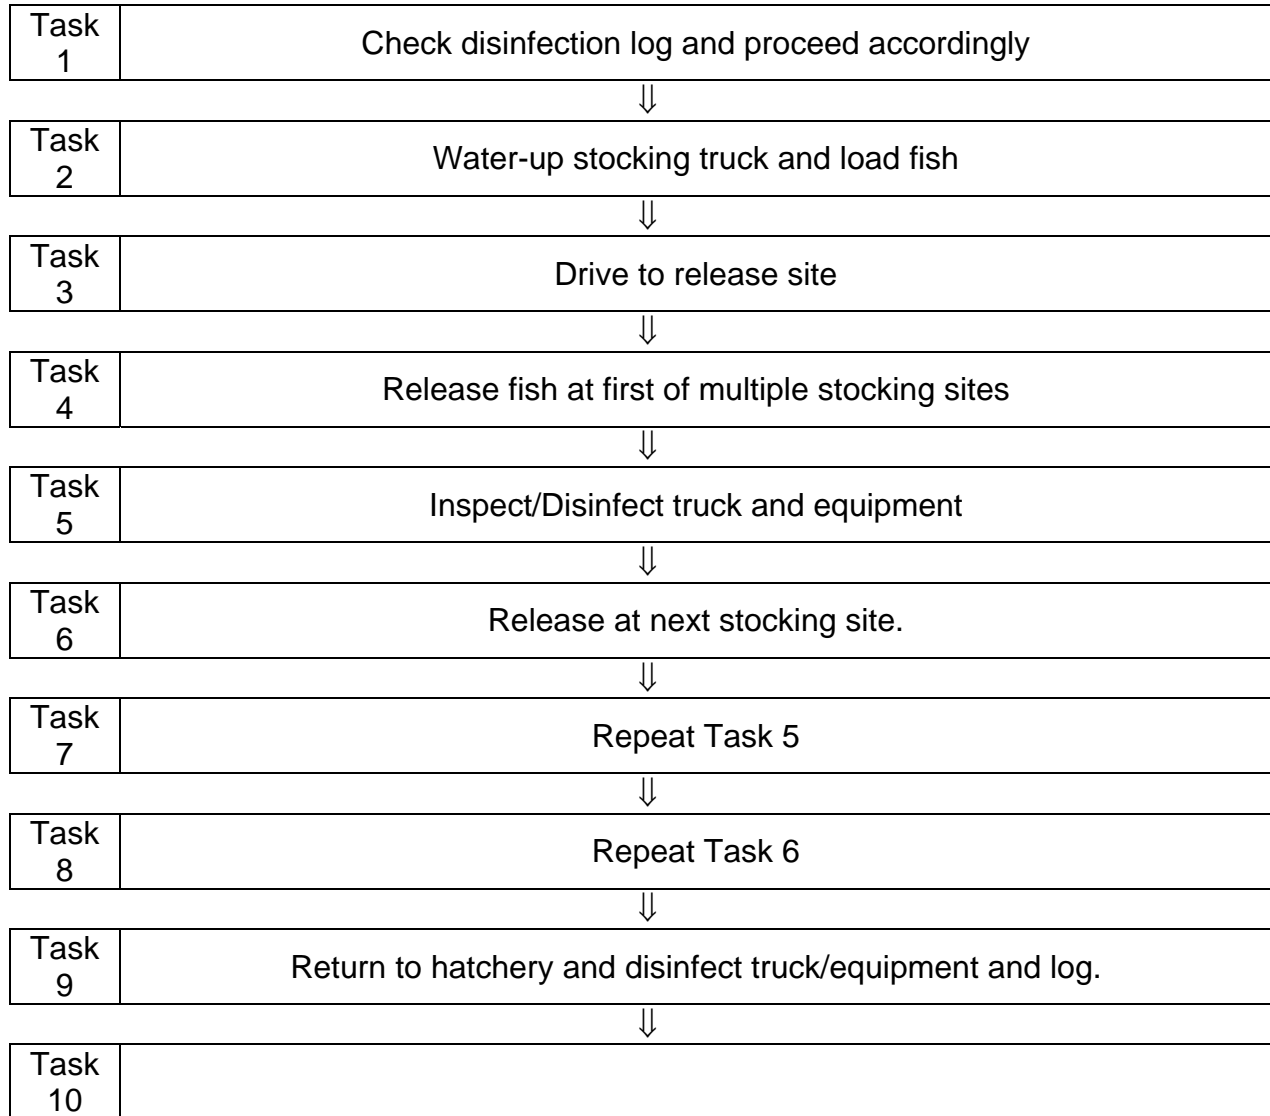 Task
1
Check disinfection log and proceed accordingly
⇓
Task
2
Water-up stocking truck and load fish
⇓
Task
3
Drive to release site
⇓
Task
4
Release fish at first of multiple stocking sites
⇓
Task
5
Inspect/Disinfect truck and equipment
⇓
Task
6
Release at next stocking site.
⇓
Task
7
Repeat Task 5
⇓
Task
8
Repeat Task 6
⇓
Task
9
Return to hatchery and disinfect truck/equipment and log.
⇓
Task
10